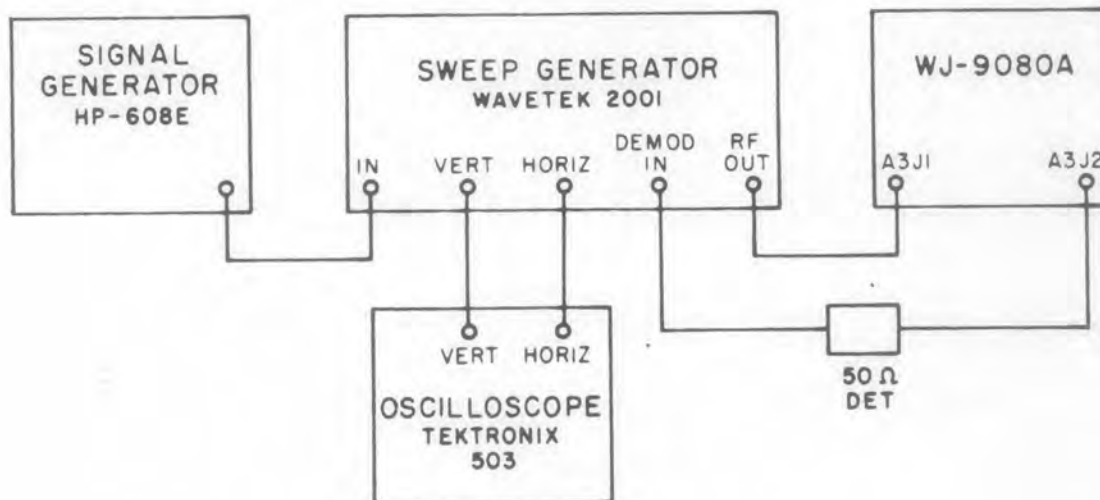 SIGNAL
GENERATOR
HP-608E
SWEEP GENERATOR
WAVETEK 2001
IN
VERT
HORIZ
DEMOD
IN
RF
OUT
WJ-9080A
A3J1
A3J2
VERT
HORIZ
OSCILLOSCOPE
TEKTRONIX
503
50 Ω
DET